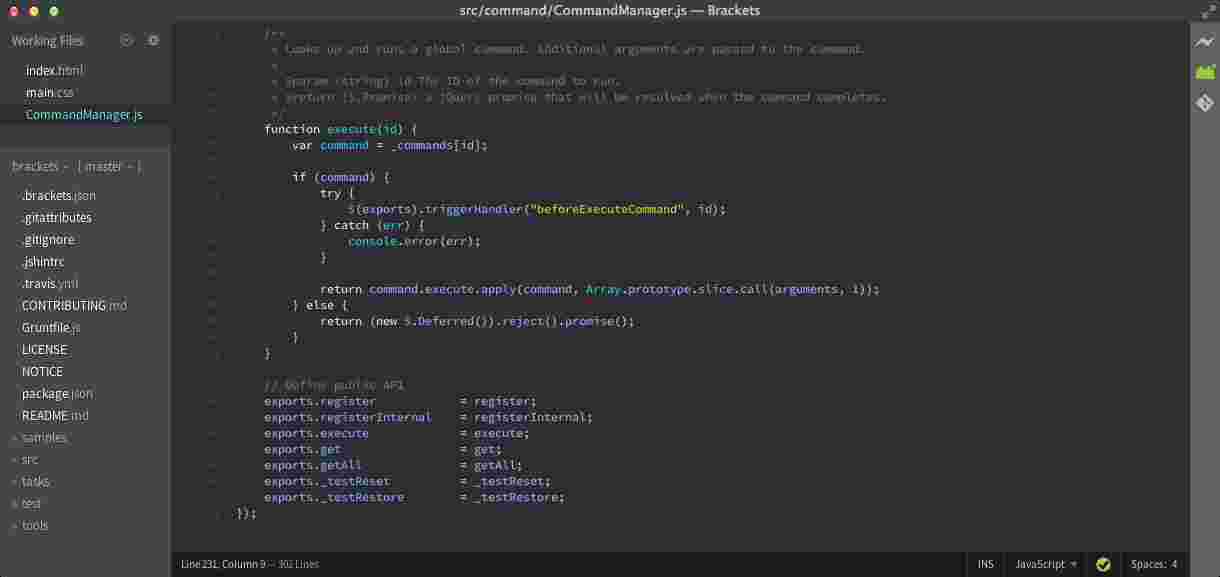 src/command/CommandManager.js — Brackets
Working Files
index.html
main.css
CommandManager.js
brackets
master
.brackets.json
.gitattributes
.gitignore
.jshintrc
.travis.yml
CONTRIBUTING.md
Gruntfile.js
LICENSE
NOTICE
package.json
README.md
samples
src
tasks
test
tools
/**
* Looks up and runs a global command. Additional arguments are passed to the command.
*
* @param {string} id The ID of the command to run.
* @return {$.Promise} a jQuery promise that will be resolved when the command completes.
*/
function execute(id) {
var command = _commands[id];
if (command) {
try {
$(exports).triggerHandler("beforeExecuteCommand", id);
} catch (err) {
console.error(err);
}
return command.execute.apply(command, Array.prototype.slice.call(arguments, 1));
} else {
return (new $.Deferred()).reject().promise();
}
}
// Define public API
exports.register = register;
exports.registerInternal = registerInternal;
exports.execute = execute;
exports.get = get;
exports.getAll = getAll;
exports._testReset = _testReset;
exports._testRestore = _testRestore;
});
Line 231, Column 9 — 302 Lines
INS
JavaScript
Spaces: 4